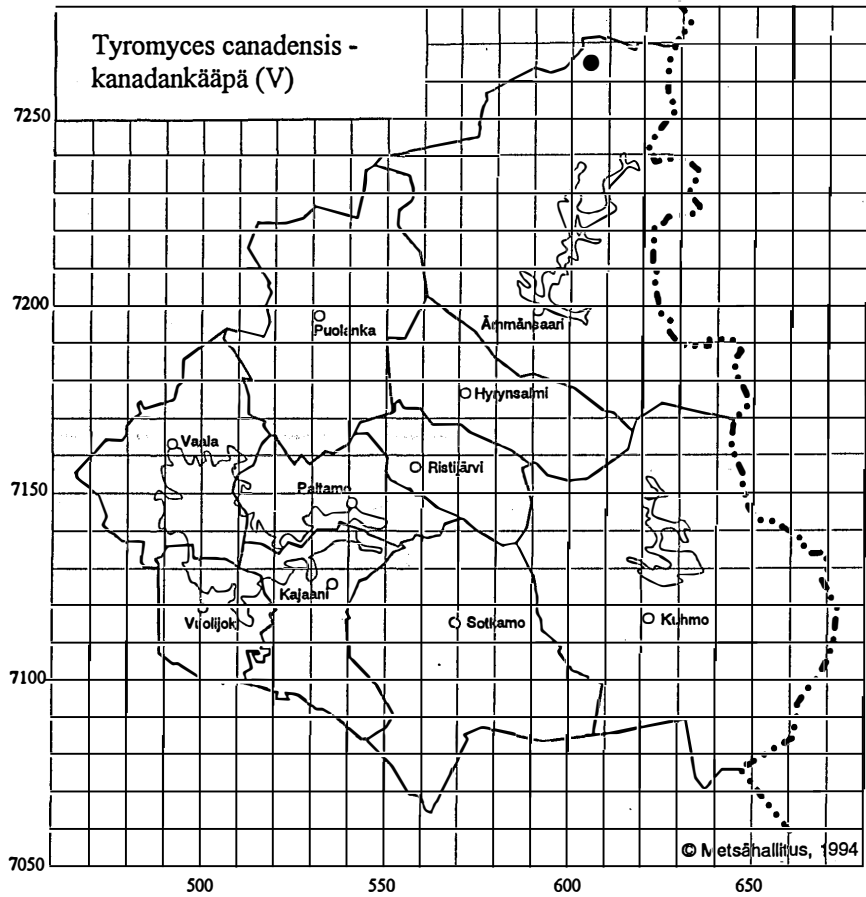 Tyromyces canadensis -
kanadankääpä (V)
7250
7200
Ämmänsaari
Puolanka
Hyrynsalmi
Vaala
Ristijärvi
7150
Paltamo
Kajaani
Vuolijoki
Sotkamo
Kuhmo
7100
7050
© Metsähallitus, 1994
500
550
600
650